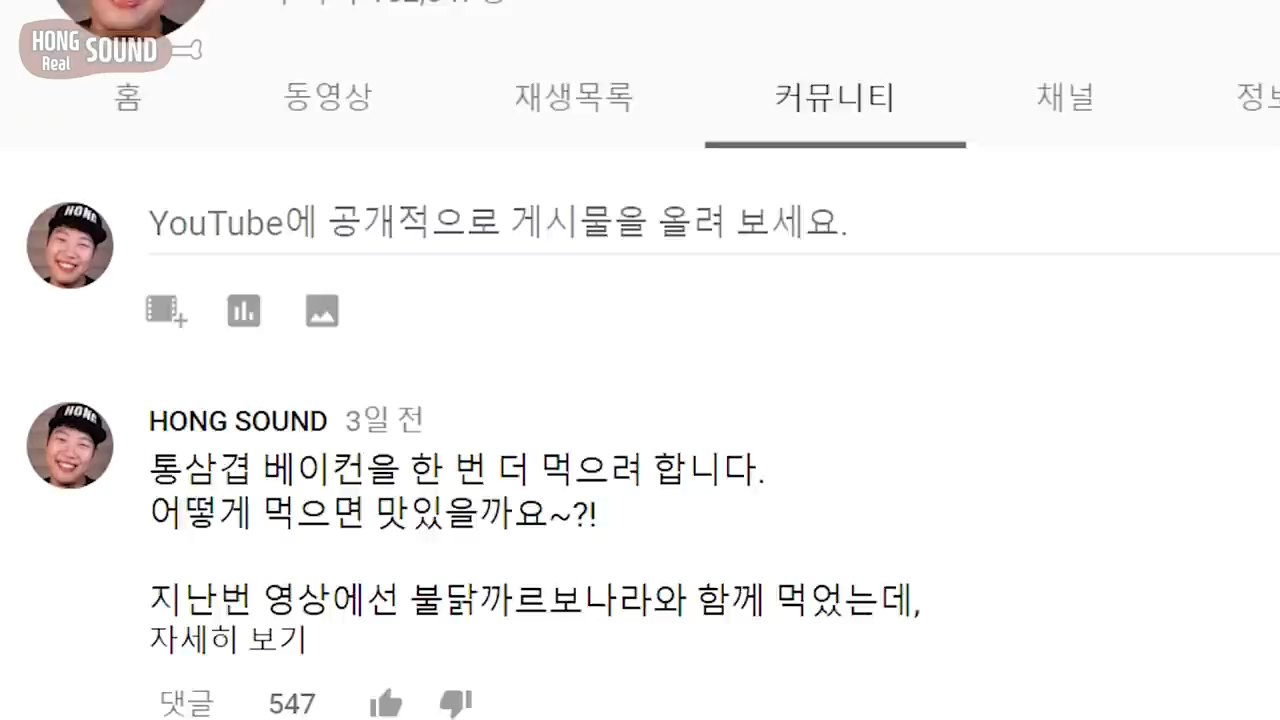 HONG
Real SOUND
홈 동영상 재생목록 커뮤니티 채널
HONG
YouTube에 공개적으로 게시물을 올려 보세요.
HONG
HONG SOUND 3일 전
통삼겹 베이컨을 한 번 더 먹으려 합니다.
어떻게 먹으면 맛있을까요~?!
지난번 영상에선 불닭까르보나라와 함께 먹었는데,
자세히 보기
댓글 547